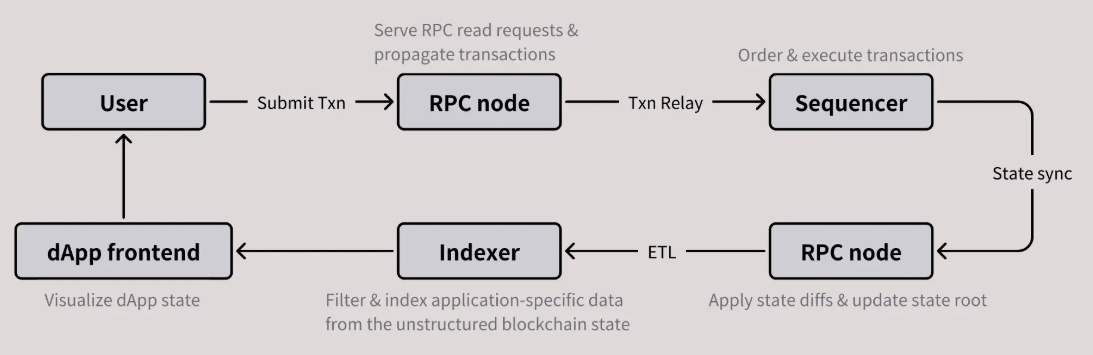 Serve RPC read requests &
propagate transactions
Order & execute transactions
User
Submit Txn
RPC node
Txn Relay
Sequencer
State sync
dApp frontend
Indexer
ETL
RPC node
Visualize dApp state
Filter & index application-specific data
from the unstructured blockchain state
Apply state diffs & update state root